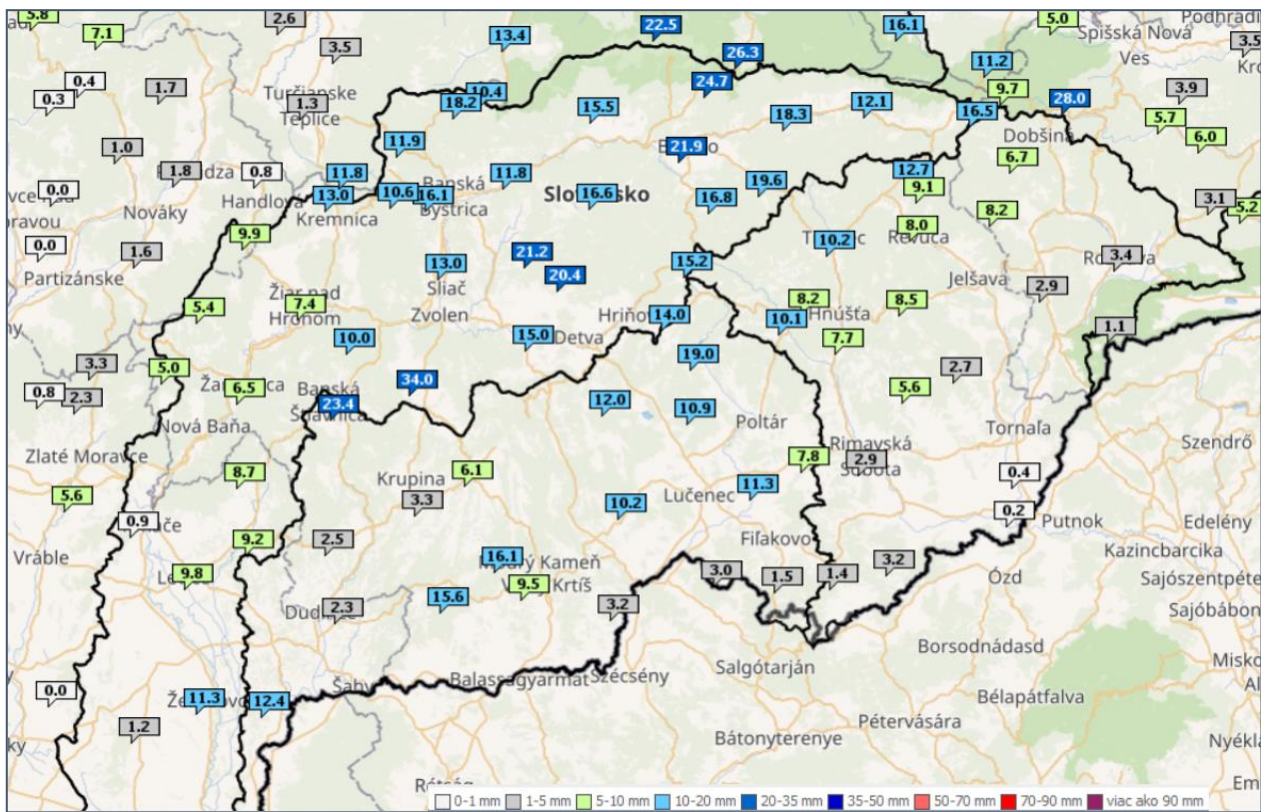 5.8
7.1
2.6
3.5
13.4
22.5
26.3
16.1
5.0
Podhradi
Spišská Nová
Ves
3.5
0.4
0.3
1.7
Turčianske
Teplice
1.3
10.4
18.2
15.5
24.7
18.3
12.1
11.2
9.7
16.5
28.0
3.9
5.7
6.0
Dobšiná
1.0
1.8
0.8
11.9
11.8
21.9
6.7
0.0
Nováky
Handlová
13.0
Kremnica
11.8
10.6
16.1
Banská
Bystrica
16.6
16.8
19.6
12.7
9.1
8.2
3.1
5.2
0.0
Partizánske
1.6
9.9
13.0
Sliač
21.2
20.4
15.2
10.2
8.0
Revúca
Jelšava
3.4
2.9
5.4
7.4
Žiar nad
Hronom
Zvolen
10.0
15.0
Detva
14.0
8.2
Hnúšťa
10.1
7.7
8.5
1.1
3.3
0.8
2.3
5.0
6.5
34.0
Banská
23.4
19.0
12.0
10.9
Poltár
5.6
2.7
Nová Baňa
Tornaľa
Szendrő
Zlaté Moravce
5.6
8.7
Krupina
6.1
3.3
7.8
Rimavská
Sobota
2.9
0.4
Lučenec
11.3
10.2
0.2
Putnok
Edelény
0.9
Vráble
9.2
2.5
16.1
Fiľakovo
Kazincbarcika
9.8
9.5
3.0
1.5
1.4
3.2
Ózd
Sajószentpéte
15.6
2.3
3.2
Sajóbábon
Borsodnádasd
Salgótarján
Szécsény
Balassagyarmat
0.0
11.3
12.4
1.2
Bélapátfalva
Pétervására
Bátonyterenye
Rétság
0-1 mm 1-5 mm 5-10 mm 10-20 mm 20-35 mm 35-50 mm 50-70 mm 70-90 mm viac ako 90 mm